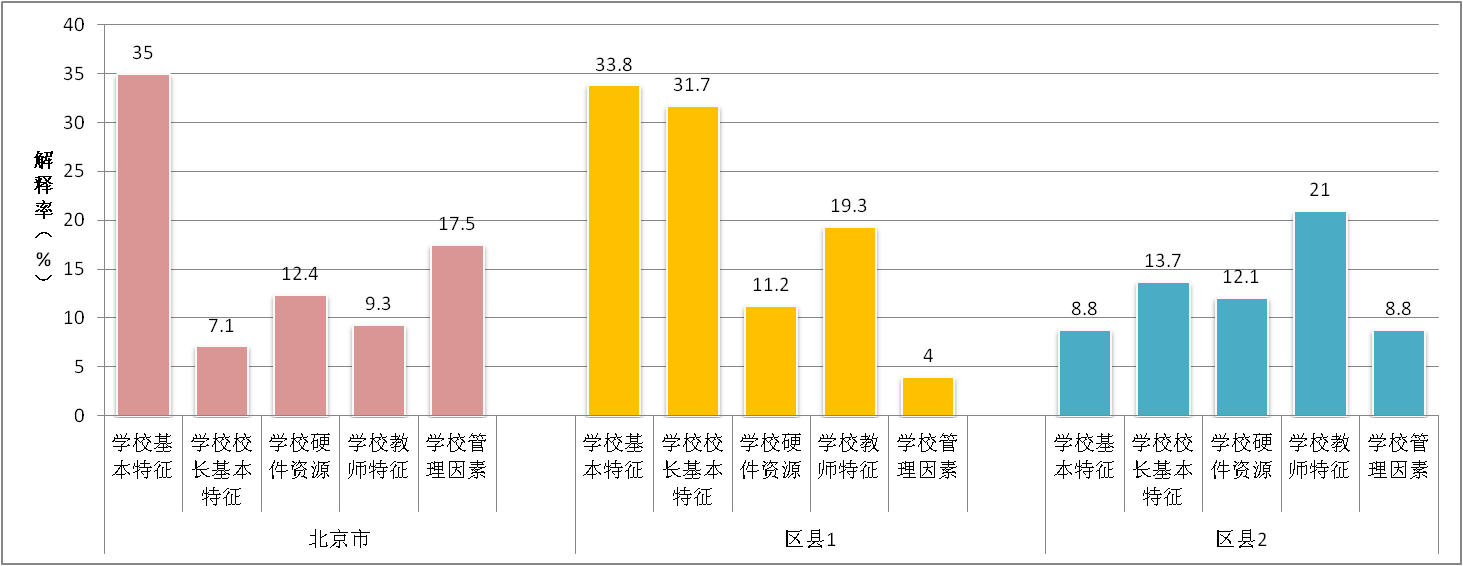 40
35
30
25
20
15
10
5
0
解释率（%）
35
7.1
12.4
9.3
17.5
33.8
31.7
11.2
19.3
4
8.8
13.7
12.1
21
8.8
学校基
本特征
学校校
长基本
特征
学校硬
件资源
学校教
师特征
学校管
理因素
学校基
本特征
学校校
长基本
特征
学校硬
件资源
学校教
师特征
学校管
理因素
学校基
本特征
学校校
长基本
特征
学校硬
件资源
学校教
师特征
学校管
理因素
北京市
区县1
区县2